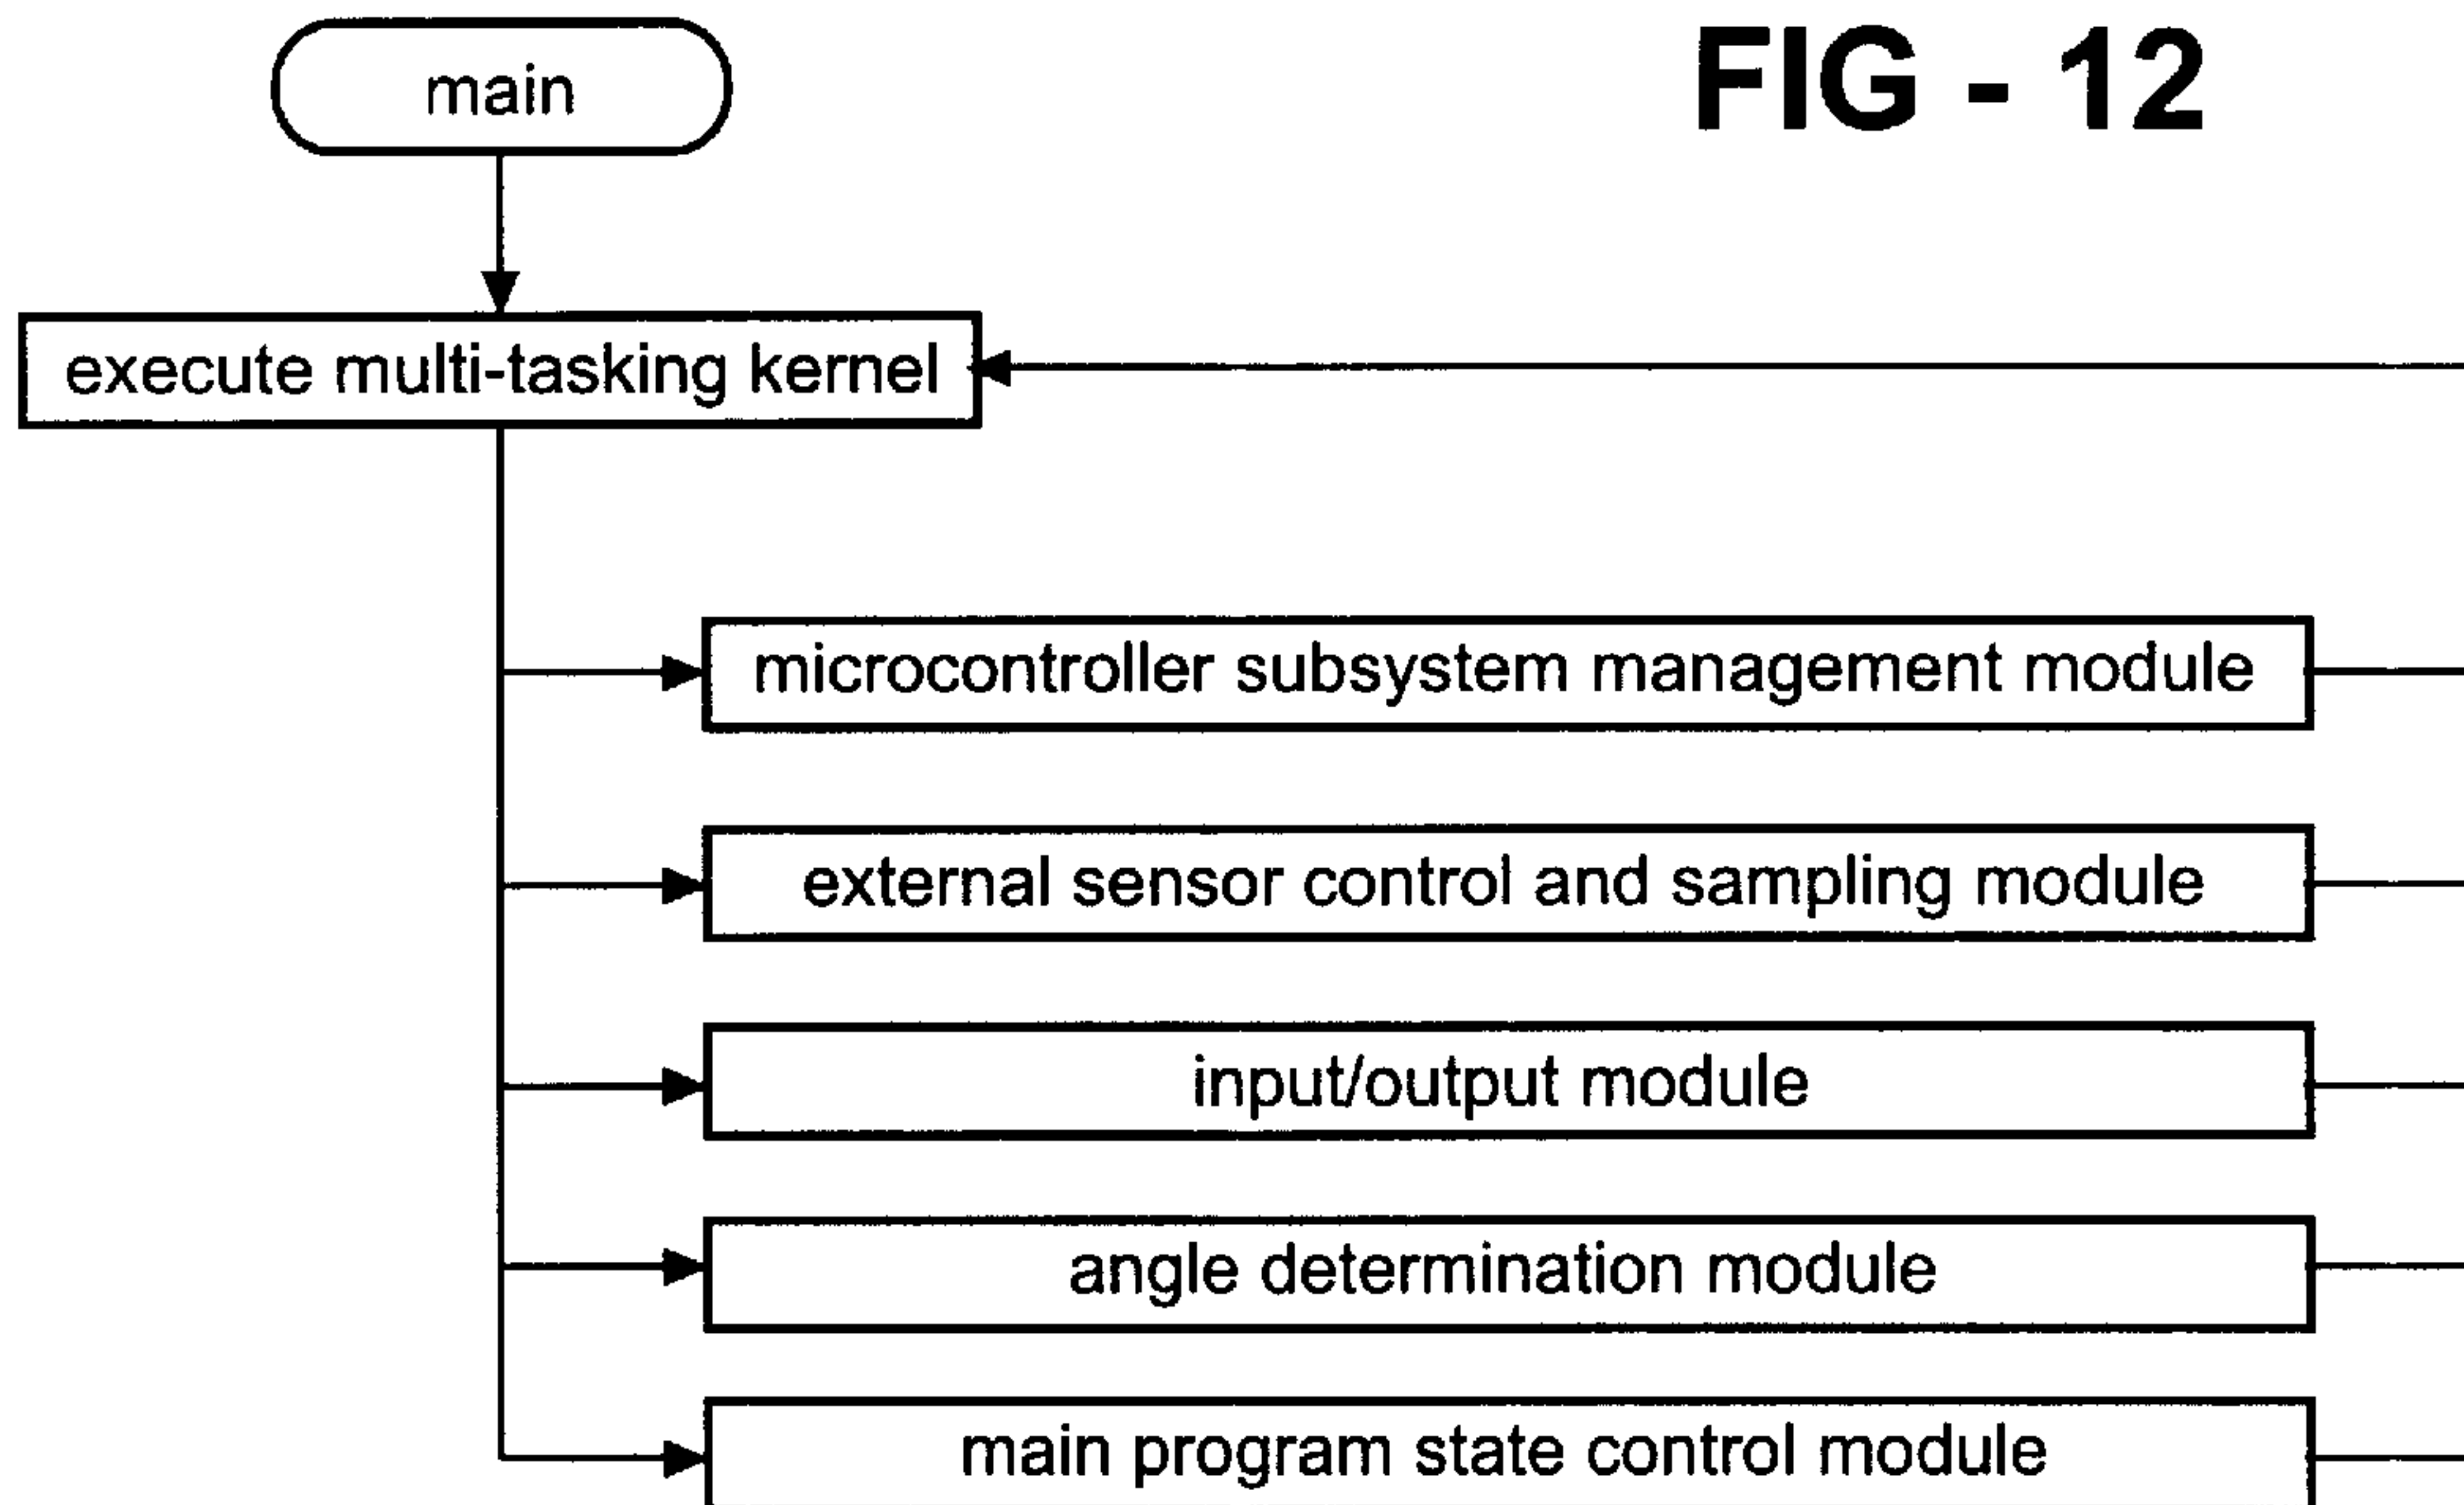 FIG - 12
main
execute multi-tasking kernel
microcontroller subsystem management module
external sensor control and sampling module
input/output module
angle determination module
main program state control module